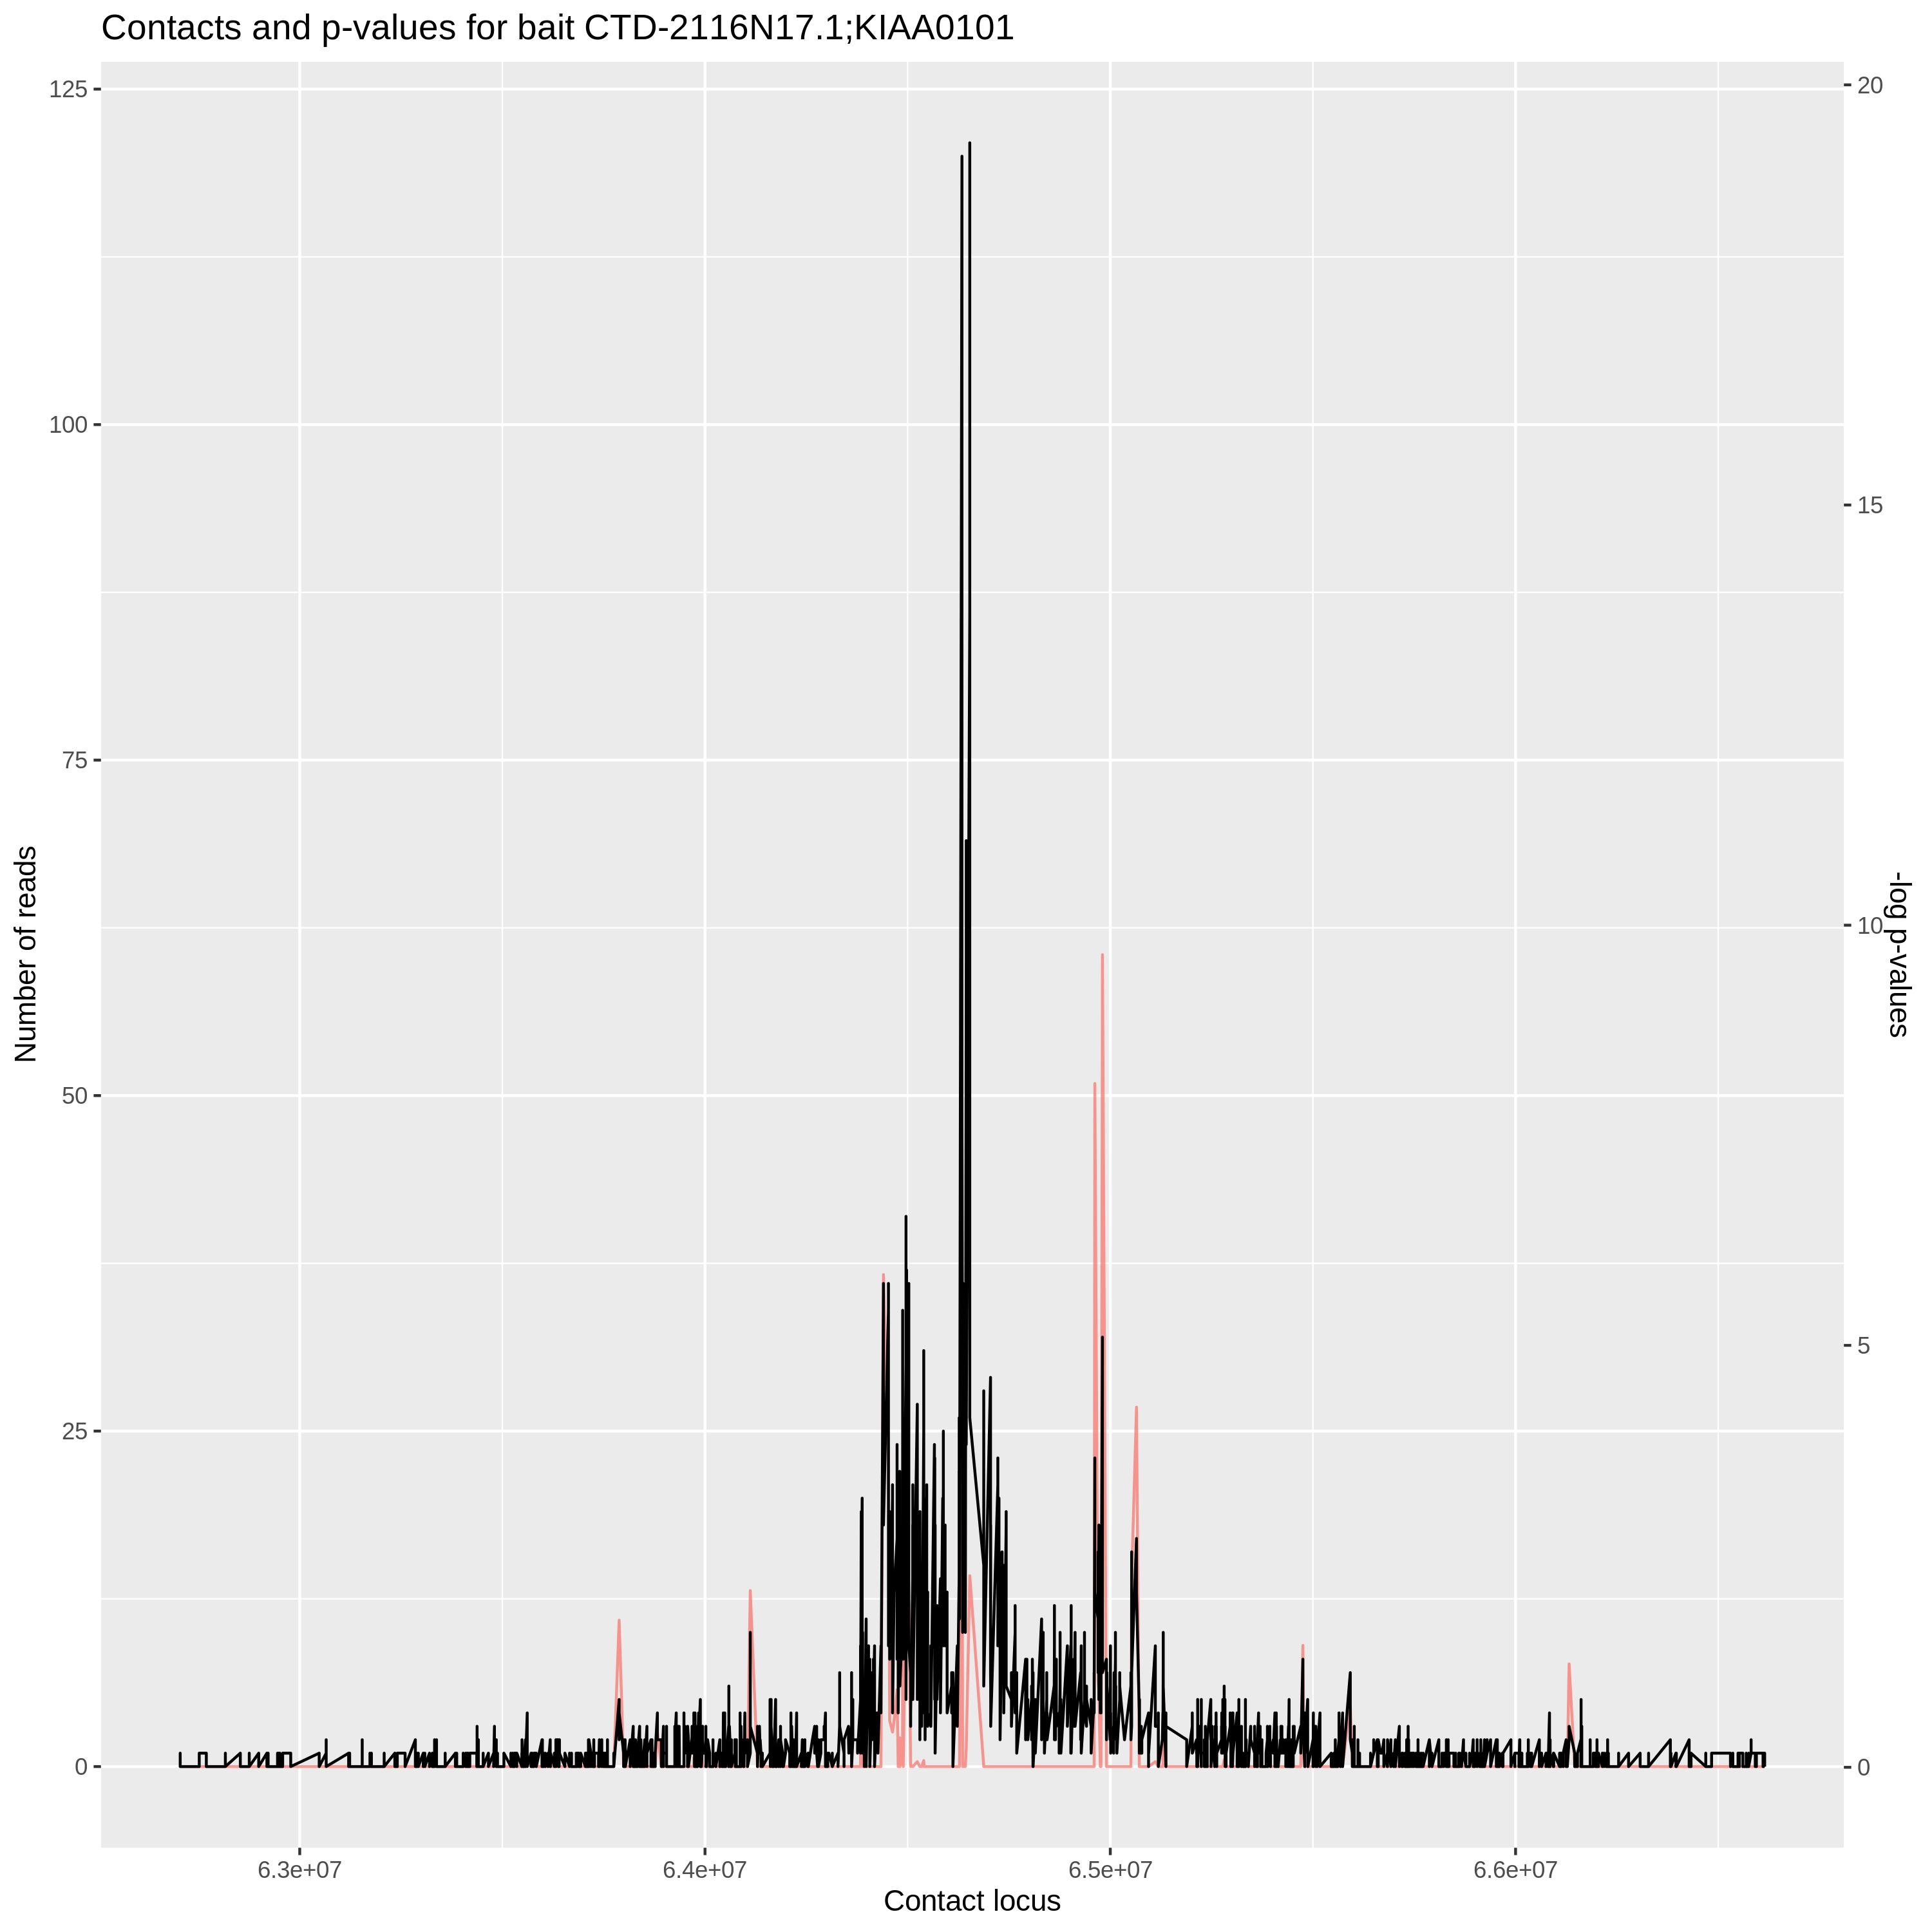 Contacts and p-values for bait CTD-2116N17.1;KIAA0101
125
100
75
50
25
0
Number of reads
20
15
10
5
0
-log p-values
6.3e+07
6.4e+07
6.5e+07
6.6e+07
Contact locus